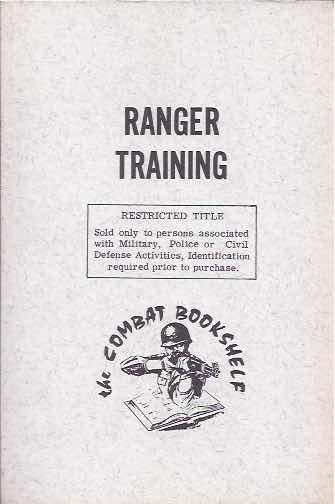 RANGER
TRAINING
RESTRICTED TITLE
Sold only to persons associated
with Military, Police or Civil
Defense Activities, Identification
required prior to purchase.
the COMBAT BOOKSHELF